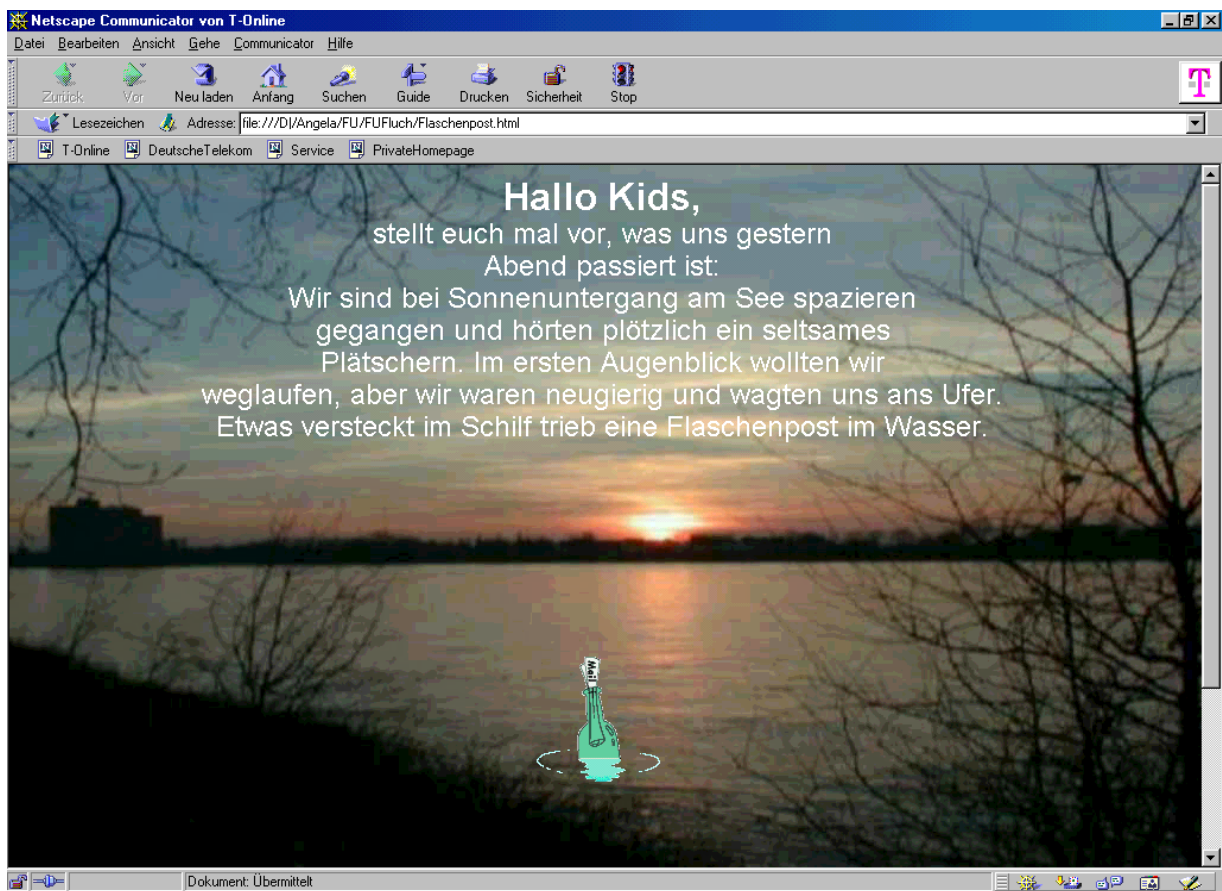 Netscape Communicator von T-Online
Datei Bearbeiten Ansicht Gehe Communicator Hilfe
Zurück Vor Neu laden Anfang Suchen Guide Drucken Sicherheit Stop
T
Lesezeichen Adresse: file:///D|/Angela/FU/FUFluch/Flaschenpost.html
T-Online DeutscheTelekom Service PrivateHomepage
Hallo Kids,
stellt euch mal vor, was uns gestern
Abend passiert ist:
Wir sind bei Sonnenuntergang am See spazieren
gegangen und hörten plötzlich ein seltsames
Plätschern. Im ersten Augenblick wollten wir
weglaufen, aber wir waren neugierig und wagten uns ans Ufer.
Etwas versteckt im Schilf trieb eine Flaschenpost im Wasser.
Mail
Dokument: Übermittelt